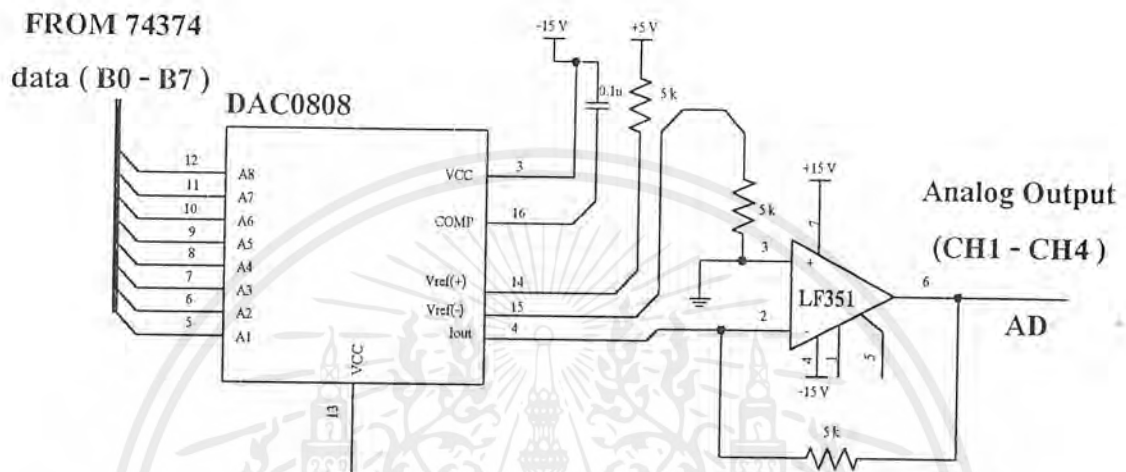 FROM 74374
data ( B0 - B7 )
DAC0808
-15 V
+5 V
0.1u
5 k
12
A8
11
A7
10
A6
9
A5
8
A4
7
A3
6
A2
5
A1
VCC
3
COMP
16
Vref(+)
14
Vref(-)
15
Iout
4
VCC
13
5 k
+15 V
7
3
+
LF351
2
-
6
4
1
5
-15 V
5 k
Analog Output
(CH1 - CH4 )
AD